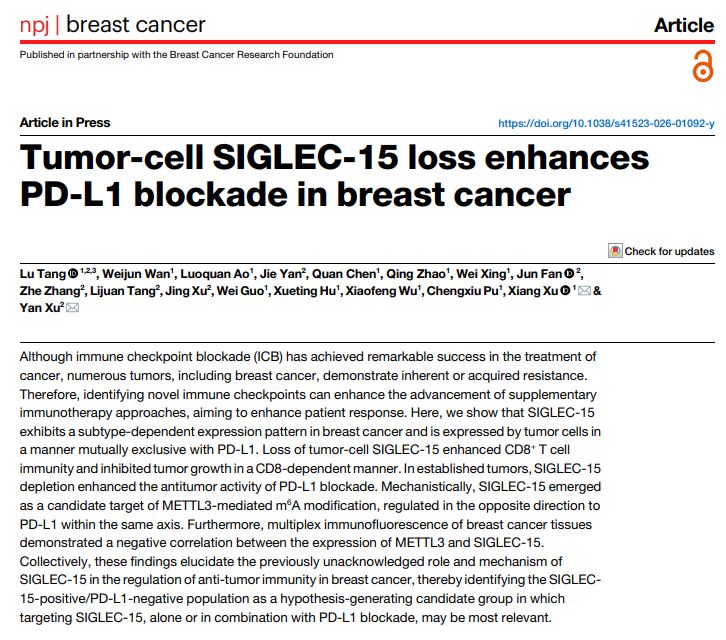 npj | breast cancer
Article
Published in partnership with the Breast Cancer Research Foundation
Article in Press
https://doi.org/10.1038/s41523-026-01092-y
Tumor-cell SIGLEC-15 loss enhances
PD-L1 blockade in breast cancer
Check for updates
Lu Tang 1,2,3, Weijun Wan1, Luoquan Ao1, Jie Yan2, Quan Chen1, Qing Zhao1, Wei Xing1, Jun Fan 2,
Zhe Zhang2, Lijuan Tang2, Jing Xu2, Wei Guo1, Xueting Hu1, Xiaofeng Wu1, Chengxiu Pu1, Xiang Xu 1 &
Yan Xu2
Although immune checkpoint blockade (ICB) has achieved remarkable success in the treatment of
cancer, numerous tumors, including breast cancer, demonstrate inherent or acquired resistance.
Therefore, identifying novel immune checkpoints can enhance the advancement of supplementary
immunotherapy approaches, aiming to enhance patient response. Here, we show that SIGLEC-15
exhibits a subtype-dependent expression pattern in breast cancer and is expressed by tumor cells in
a manner mutually exclusive with PD-L1. Loss of tumor-cell SIGLEC-15 enhanced CD8⁺ T cell
immunity and inhibited tumor growth in a CD8-dependent manner. In established tumors, SIGLEC-15
depletion enhanced the antitumor activity of PD-L1 blockade. Mechanistically, SIGLEC-15 emerged
as a candidate target of METTL3-mediated m⁶A modification, regulated in the opposite direction to
PD-L1 within the same axis. Furthermore, multiplex immunofluorescence of breast cancer tissues
demonstrated a negative correlation between the expression of METTL3 and SIGLEC-15.
Collectively, these findings elucidate the previously unacknowledged role and mechanism of
SIGLEC-15 in the regulation of anti-tumor immunity in breast cancer, thereby identifying the SIGLEC-
15-positive/PD-L1-negative population as a hypothesis-generating candidate group in which
targeting SIGLEC-15, alone or in combination with PD-L1 blockade, may be most relevant.